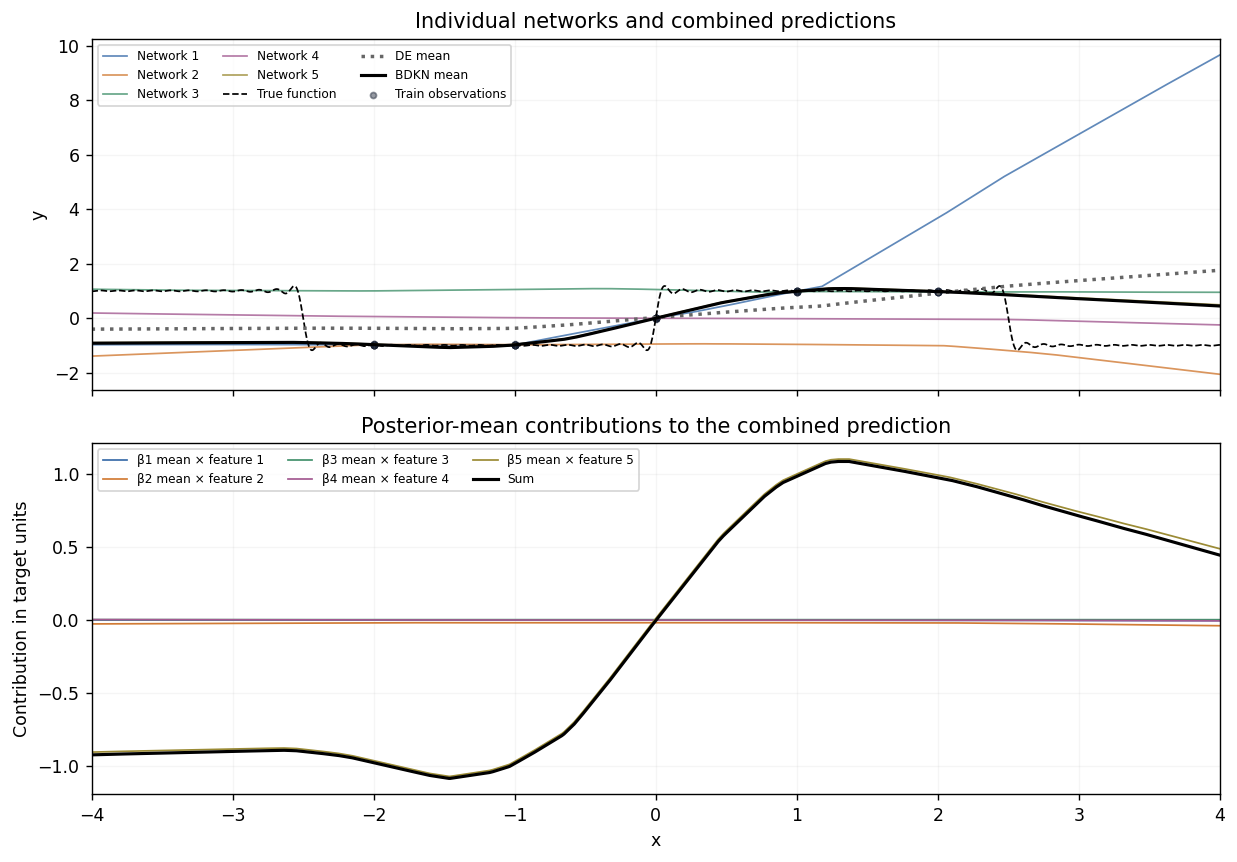 Individual networks and combined predictions
Network 1
Network 2
Network 3
Network 4
Network 5
True function
DE mean
BDKN mean
Train observations
10
8
6
4
2
0
−2
y
Posterior-mean contributions to the combined prediction
β1 mean × feature 1
β2 mean × feature 2
β3 mean × feature 3
β4 mean × feature 4
β5 mean × feature 5
Sum
1.0
0.5
0.0
−0.5
−1.0
Contribution in target units
−4 −3 −2 −1 0 1 2 3 4
x